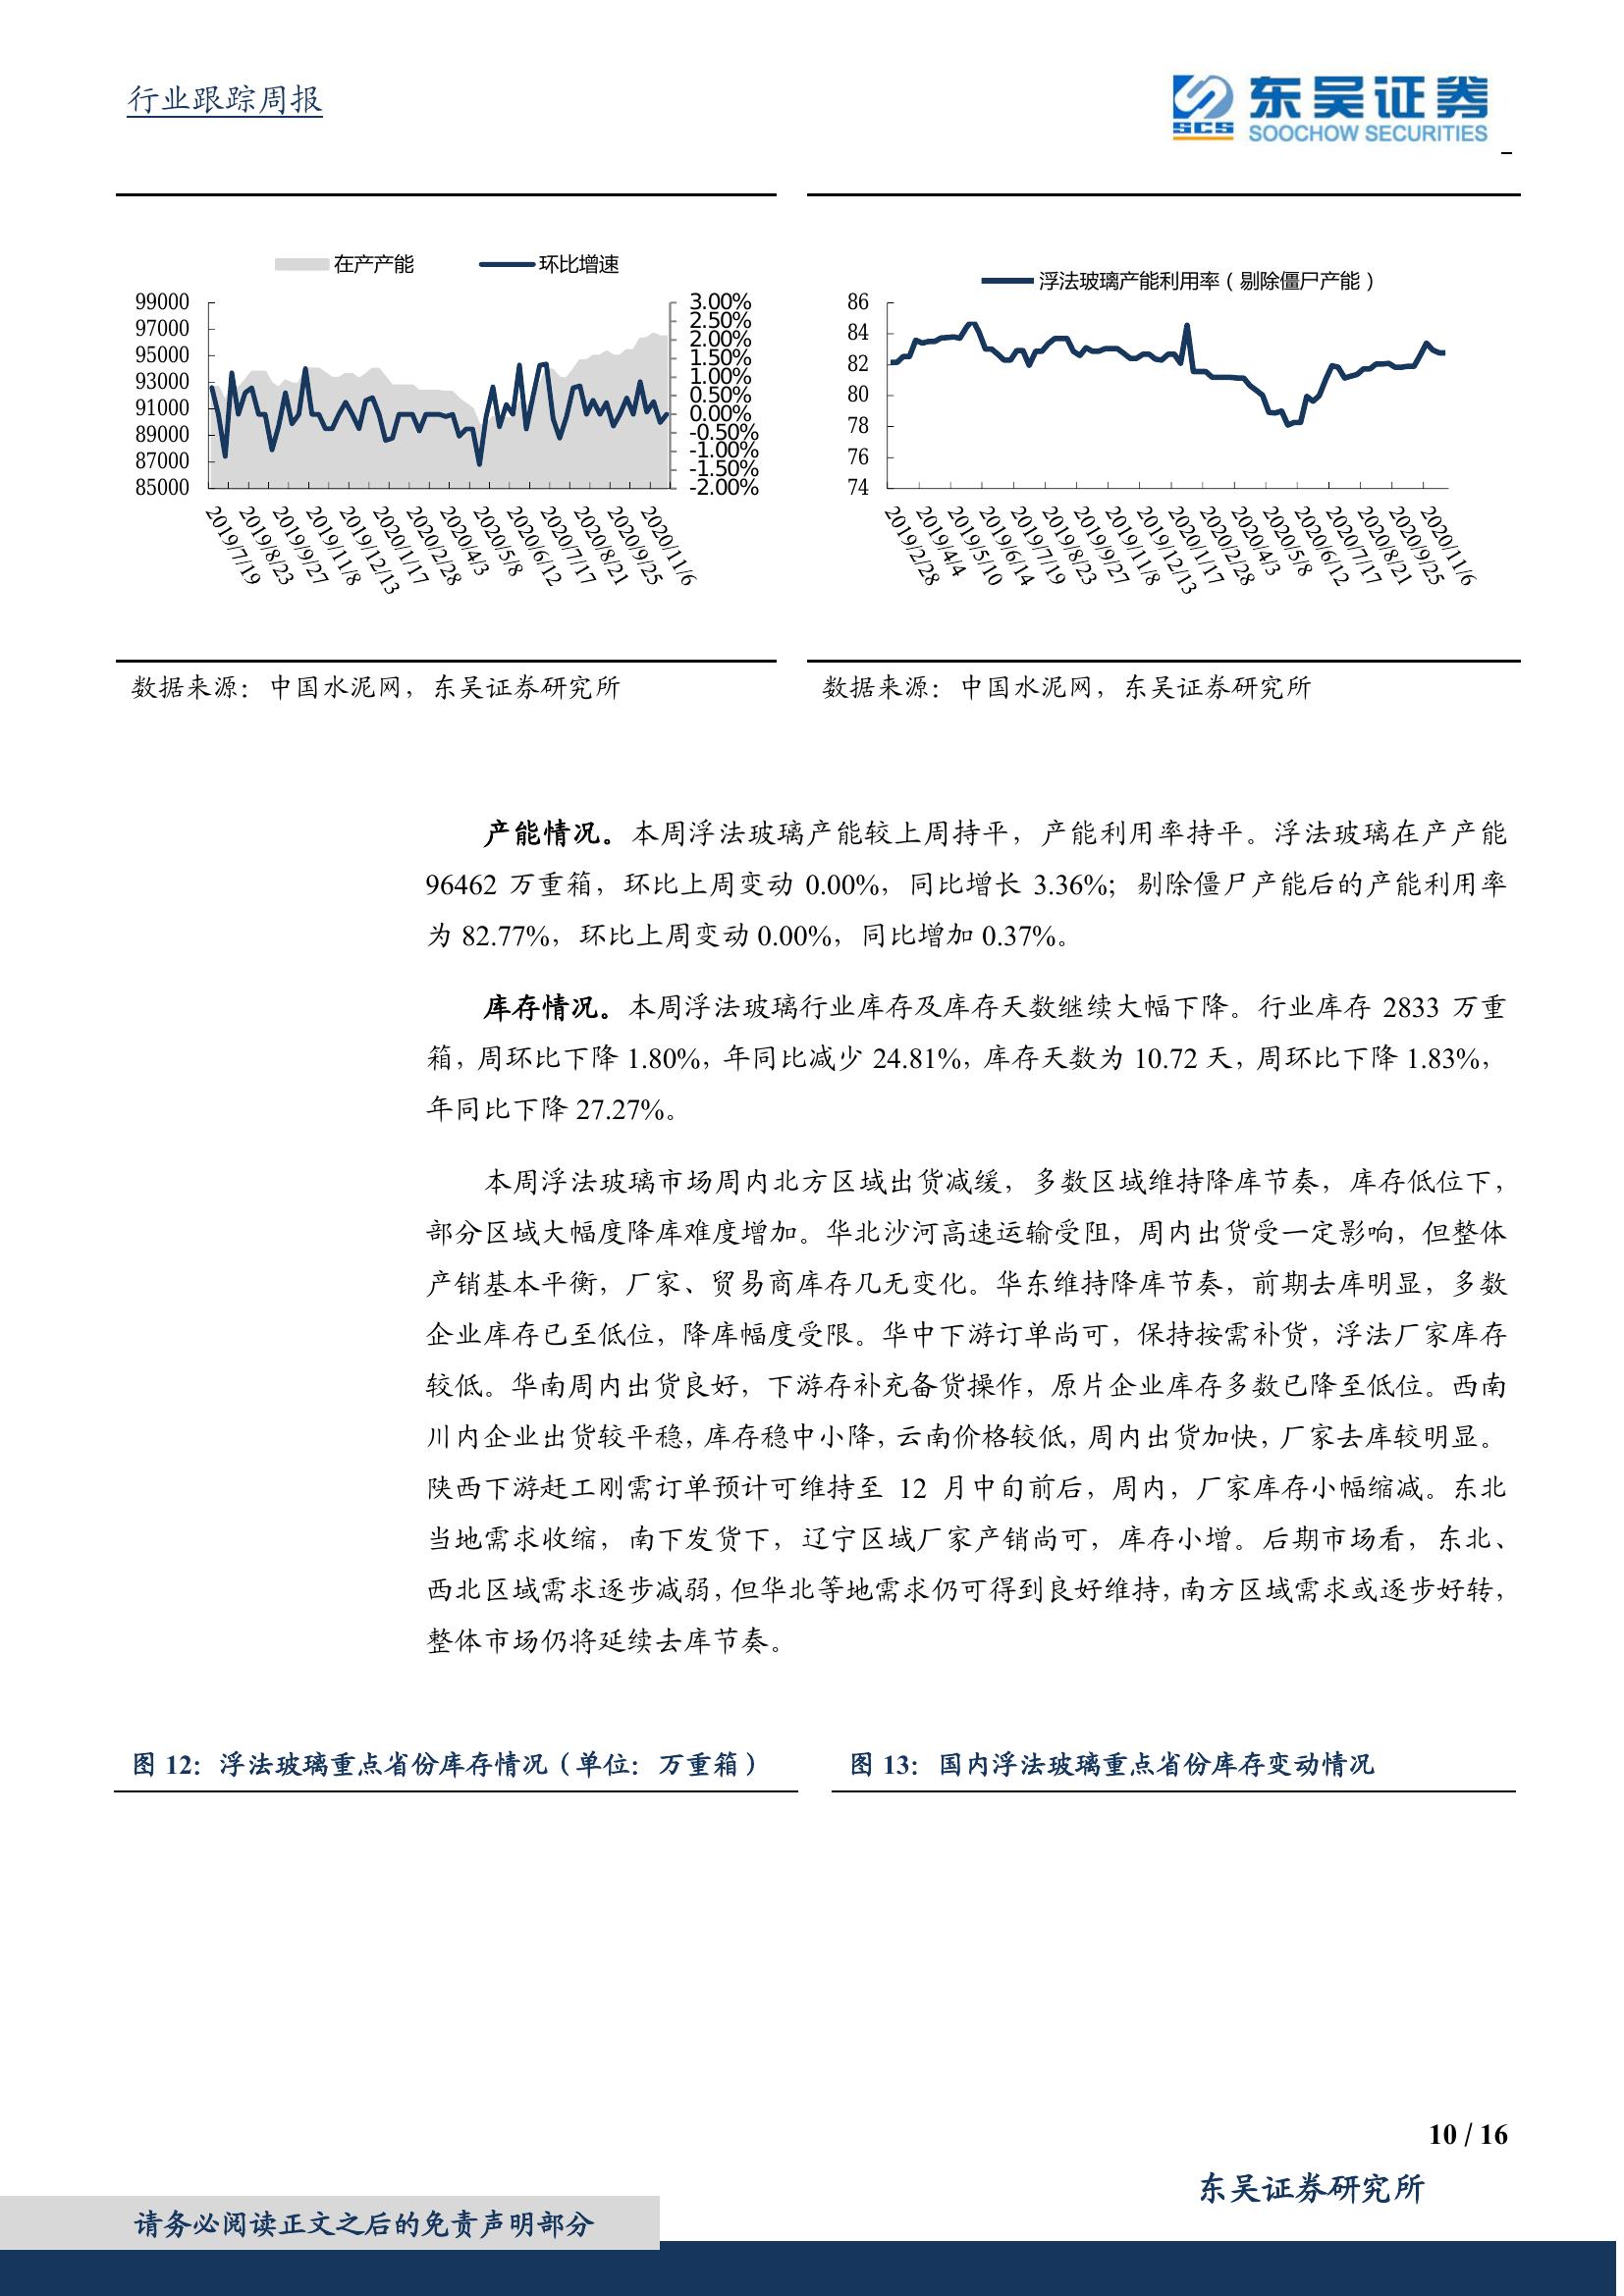 行业跟踪周报
SCS 东吴证券
SOOCHOW SECURITIES
在产产能 环比增速
99000
97000
95000
93000
91000
89000
87000
85000
3.00%
2.50%
2.00%
1.50%
1.00%
0.50%
0.00%
-0.50%
-1.00%
-1.50%
-2.00%
2019/7/19
2019/8/23
2019/9/27
2019/11/8
2019/12/13
2020/1/17
2020/2/28
2020/4/3
2020/5/8
2020/6/12
2020/7/17
2020/8/21
2020/9/25
2020/11/6
浮法玻璃产能利用率（剔除僵尸产能）
86
84
82
80
78
76
74
2019/2/28
2019/4/4
2019/5/10
2019/6/14
2019/7/19
2019/8/23
2019/9/27
2019/11/8
2019/12/13
2020/1/17
2020/2/28
2020/4/3
2020/5/8
2020/6/12
2020/7/17
2020/8/21
2020/9/25
2020/11/6
数据来源：中国水泥网，东吴证券研究所
数据来源：中国水泥网，东吴证券研究所
产能情况。本周浮法玻璃产能较上周持平，产能利用率持平。浮法玻璃在产产能
96462 万重箱，环比上周变动 0.00%，同比增长 3.36%；剔除僵尸产能后的产能利用率
为 82.77%，环比上周变动 0.00%，同比增加 0.37%。
库存情况。本周浮法玻璃行业库存及库存天数继续大幅下降。行业库存 2833 万重
箱，周环比下降 1.80%，年同比减少 24.81%，库存天数为 10.72 天，周环比下降 1.83%，
年同比下降 27.27%。
本周浮法玻璃市场周内北方区域出货减缓，多数区域维持降库节奏，库存低位下，
部分区域大幅度降库难度增加。华北沙河高速运输受阻，周内出货受一定影响，但整体
产销基本平衡，厂家、贸易商库存几无变化。华东维持降库节奏，前期去库明显，多数
企业库存已至低位，降库幅度受限。华中下游订单尚可，保持按需补货，浮法厂家库存
较低。华南周内出货良好，下游存补充备货操作，原片企业库存多数已降至低位。西南
川内企业出货较平稳，库存稳中小降，云南价格较低，周内出货加快，厂家去库较明显。
陕西下游赶工刚需订单预计可维持至 12 月中旬前后，周内，厂家库存小幅缩减。东北
当地需求收缩，南下发货下，辽宁区域厂家产销尚可，库存小增。后期市场看，东北、
西北区域需求逐步减弱，但华北等地需求仍可得到良好维持，南方区域需求或逐步好转，
整体市场仍将延续去库节奏。
图 12：浮法玻璃重点省份库存情况（单位：万重箱）
图 13：国内浮法玻璃重点省份库存变动情况
10 / 16
东吴证券研究所
请务必阅读正文之后的免责声明部分